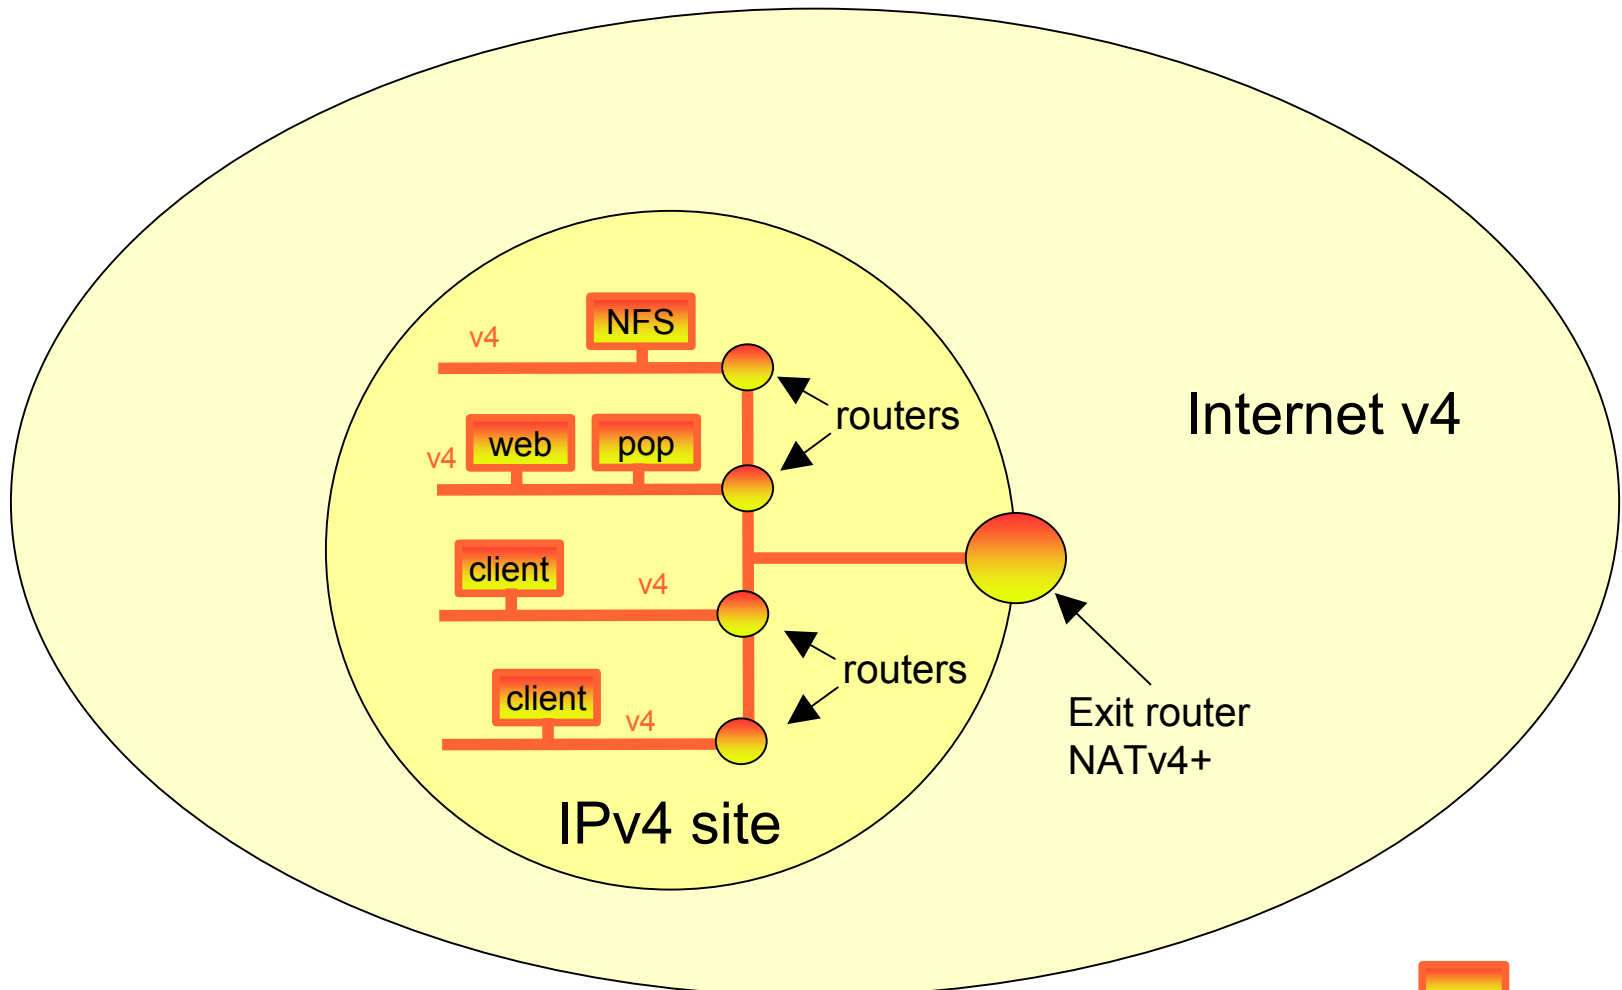 NFS
v4
routers
Internet v4
web
pop
v4
client
v4
routers
client
v4
Exit router
NATv4+
IPv4 site